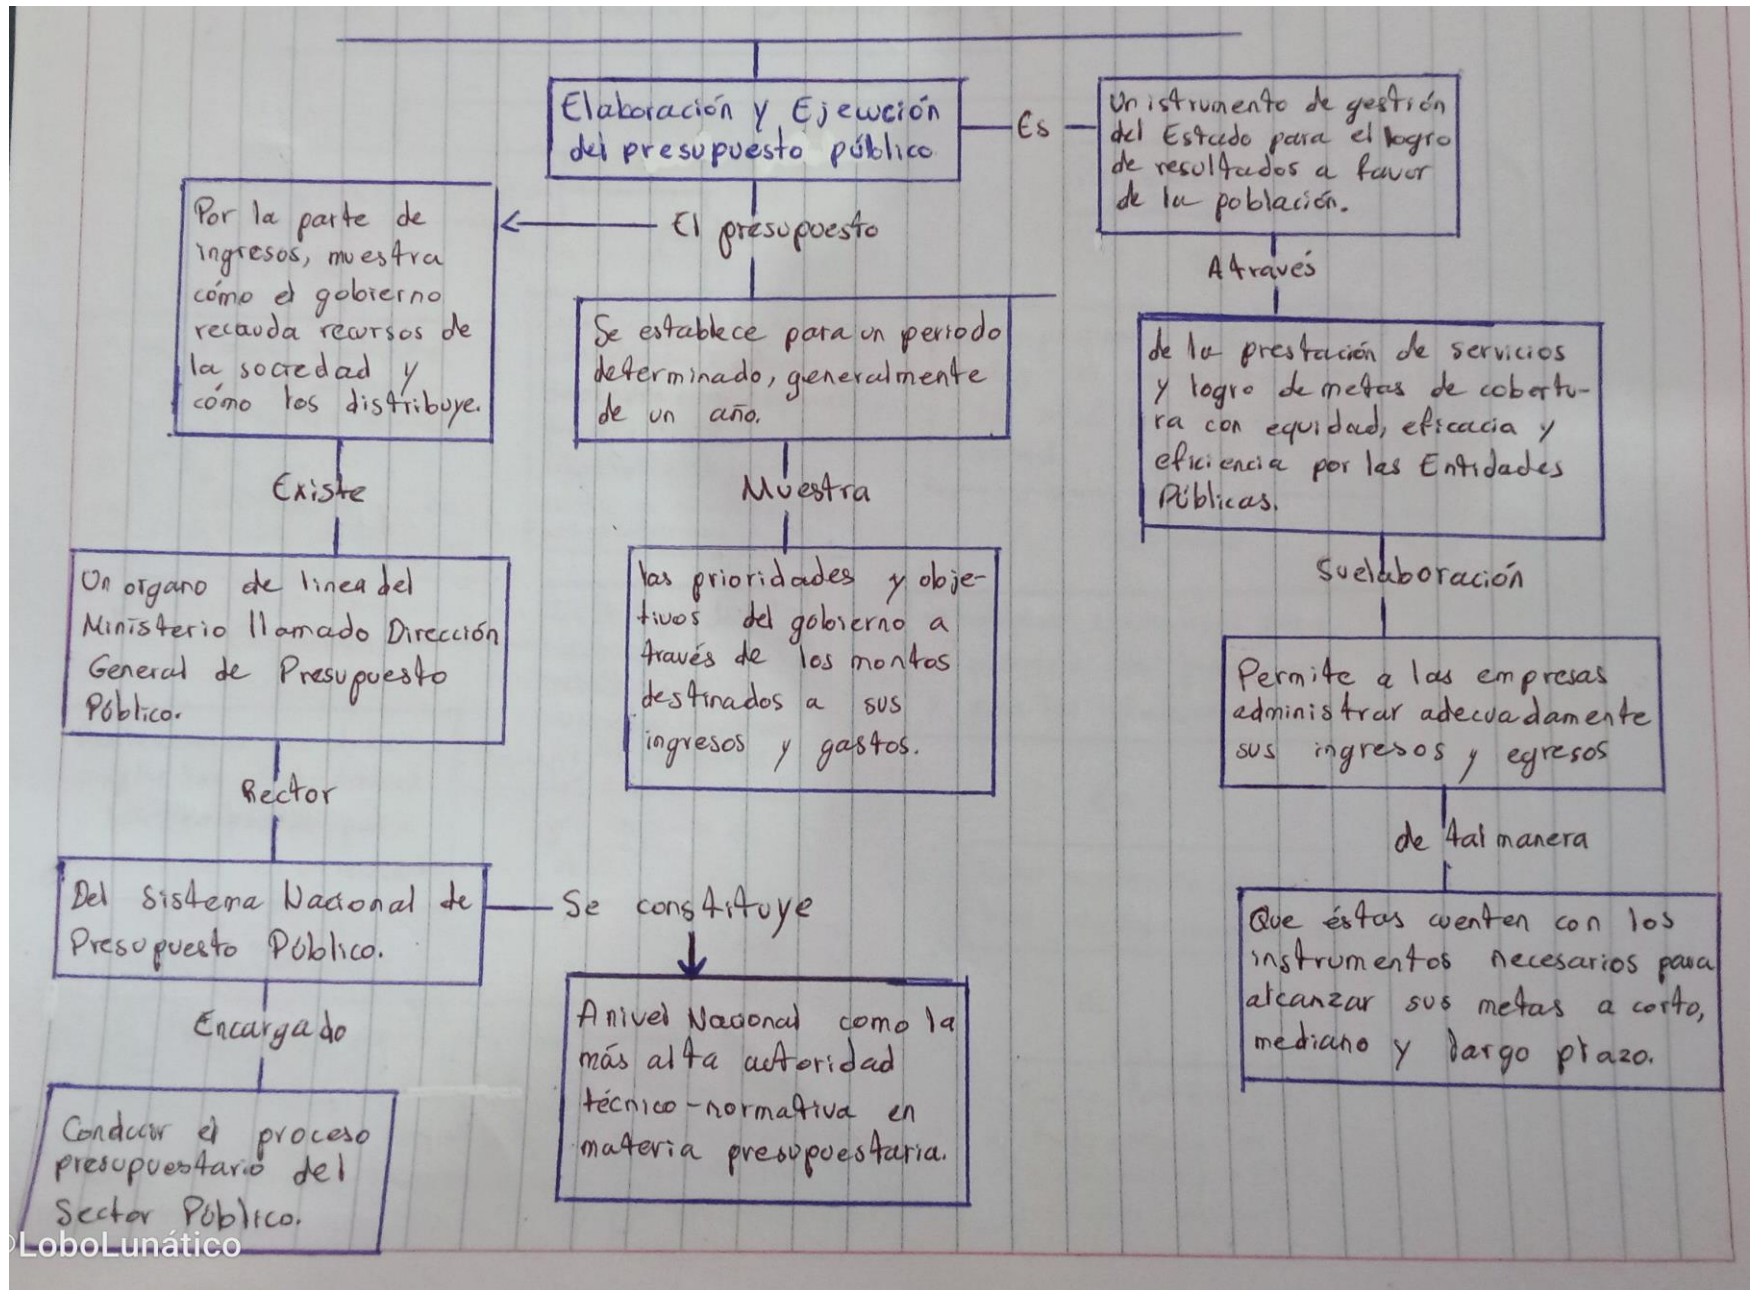 Elaboración y Ejecución
del presupuesto público
Es
Un istrumento de gestión
del Estado para el logro
de resultados a favor
de la población.
El presupuesto
Por la parte de
ingresos, muestra
cómo el gobierno
recauda recursos de
la sociedad y
cómo los distribuye.
Existe
Un organo de linea del
Ministerio llamado Dirección
General de Presupuesto
Público.
Rector
Del Sistema Nacional de
Presupuesto Público.
Encargado
Conducir el proceso
presupuestario del
Sector Público.
Se constituye
A nivel Nacional como la
más alta autoridad
técnico-normativa en
materia presupuestaria.
Se establece para un periodo
determinado, generalmente
de un año.
Muestra
las prioridades y obje-
tivos del gobierno a
través de los montos
destinados a sus
ingresos y gastos.
A través
de la prestación de servicios
y logro de metas de cobertu-
ra con equidad, eficacia y
eficiencia por las Entidades
Públicas.
Su elaboración
Permite a las empresas
administrar adecuadamente
sus ingresos y egresos
de tal manera
Que éstas cuenten con los
instrumentos necesarios para
alcanzar sus metas a corto,
mediano y largo plazo.
©LoboLunático